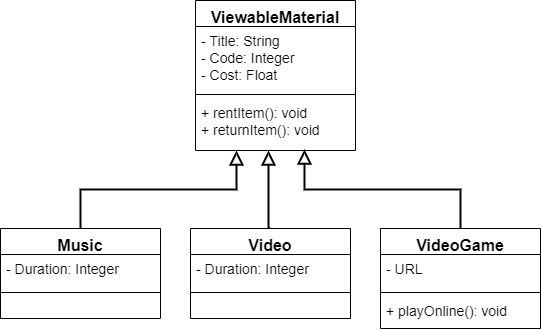 ViewableMaterial
- Title: String
- Code: Integer
- Cost: Float
+ rentItem(): void
+ returnItem(): void
Music
- Duration: Integer
Video
- Duration: Integer
VideoGame
- URL
+ playOnline(): void